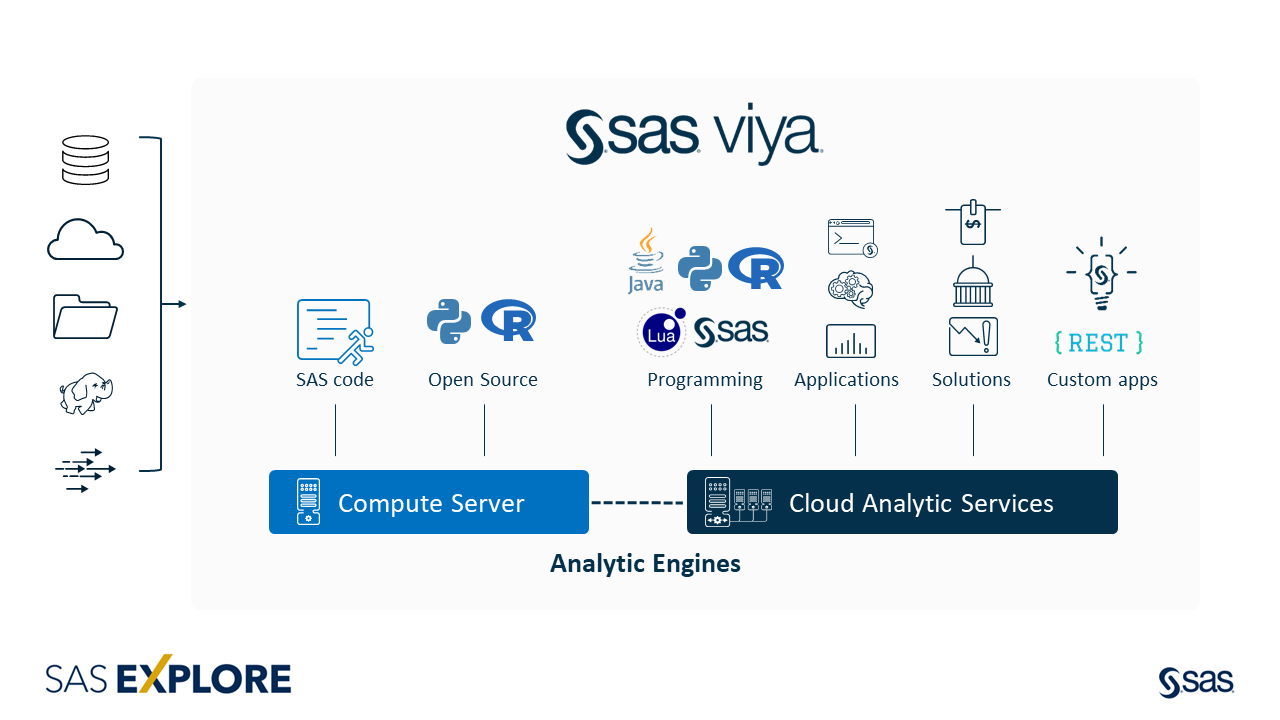 sas viya
Java
Lua
sas
{ REST }
SAS code
Open Source
Programming
Applications
Solutions
Custom apps
Compute Server
Cloud Analytic Services
Analytic Engines
SAS EXPLORE
sas